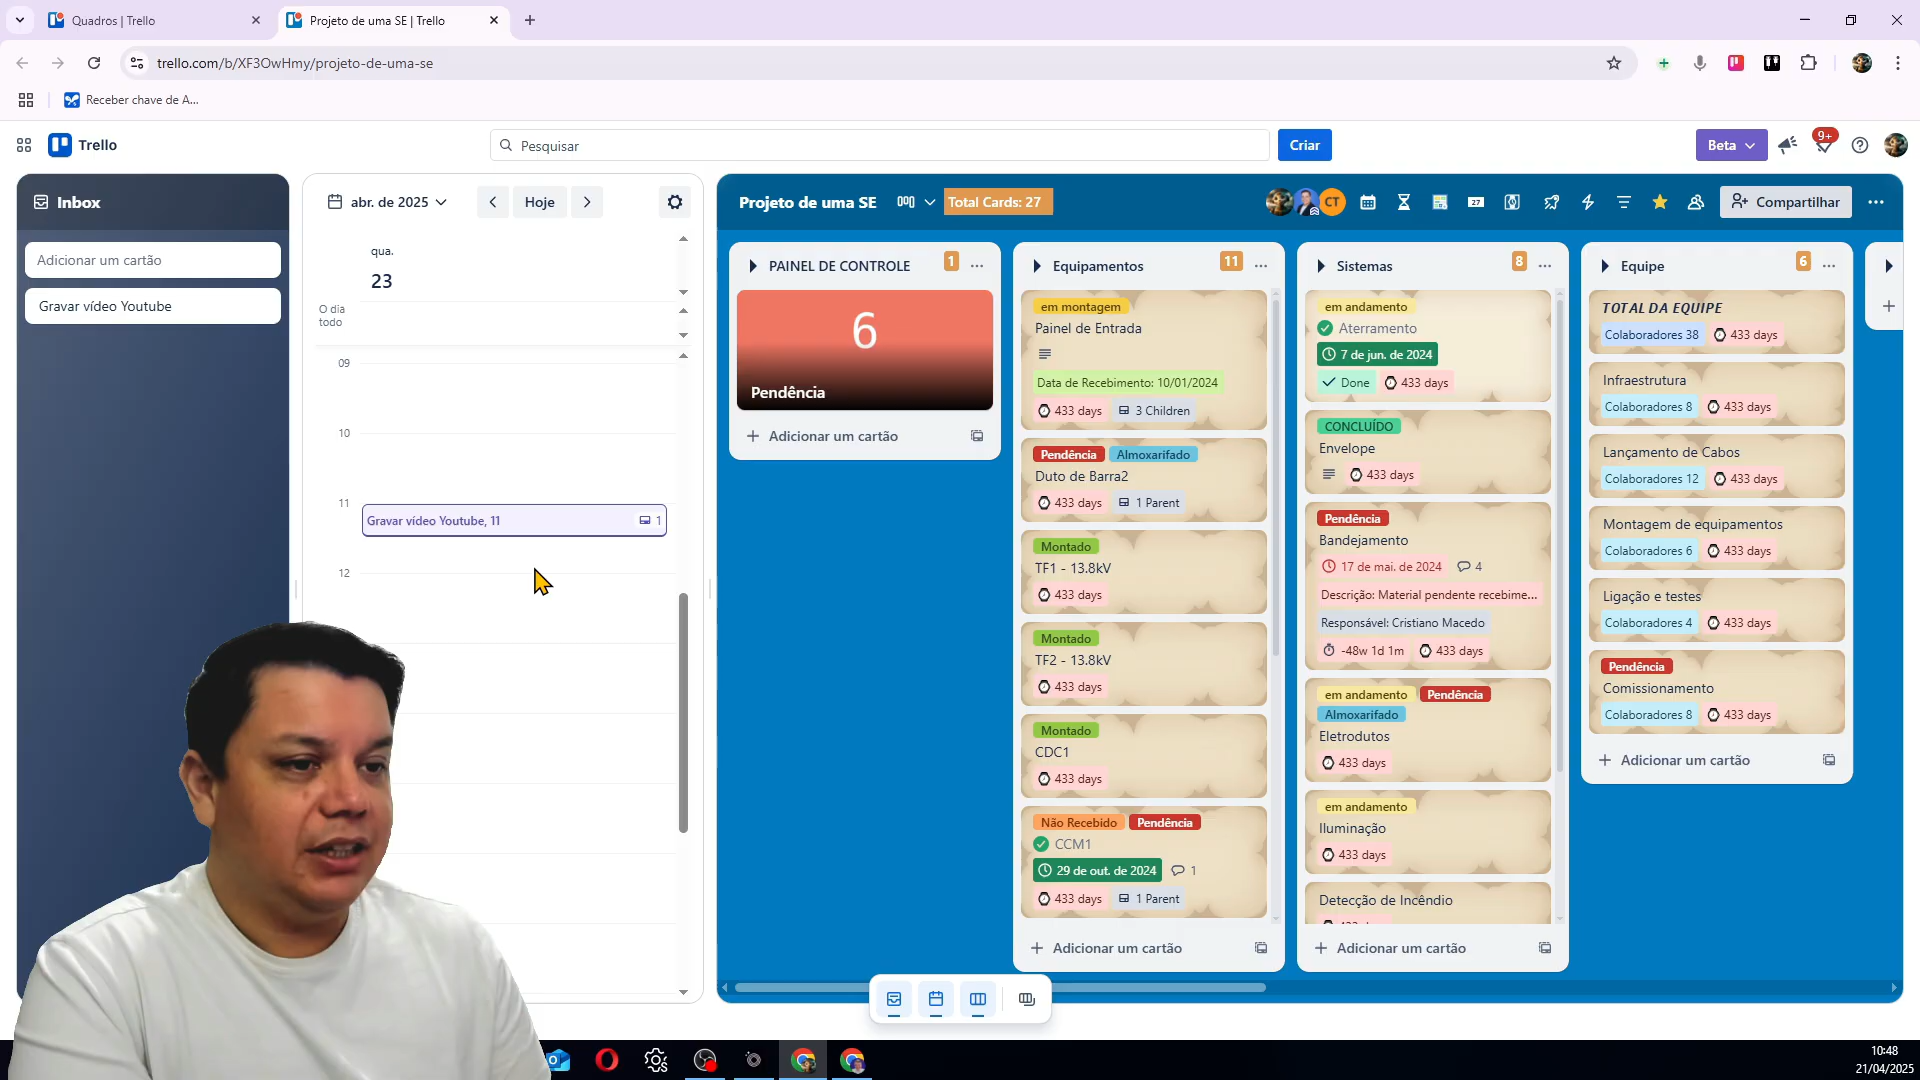 Quadros | Trello
Projeto de uma SE | Trello
trello.com/b/XF3OwHmy/projeto-de-uma-se
Receber chave de A...
Trello
Pesquisar
Criar
Beta
9+
Inbox
Adicionar um cartão
Gravar vídeo Youtube
abr. de 2025
Hoje
qua.
23
O dia
todo
09
10
11
Gravar vídeo Youtube, 11
1
12
Projeto de uma SE
Total Cards: 27
CT
27
Compartilhar
PAINEL DE CONTROLE
1
6
Pendência
Adicionar um cartão
Equipamentos
11
em montagem
Painel de Entrada
Data de Recebimento: 10/01/2024
433 days
3 Children
Pendência
Almoxarifado
Duto de Barra2
433 days
1 Parent
Montado
TF1 - 13.8kV
433 days
Montado
TF2 - 13.8kV
433 days
Montado
CDC1
433 days
Não Recebido
Pendência
CCM1
29 de out. de 2024
1
433 days
1 Parent
Adicionar um cartão
Sistemas
8
em andamento
Aterramento
7 de jun. de 2024
Done
433 days
CONCLUÍDO
Envelope
433 days
Pendência
Bandejamento
17 de mai. de 2024
4
Descrição: Material pendente recebime...
Responsável: Cristiano Macedo
-48w 1d 1m
433 days
em andamento
Pendência
Almoxarifado
Eletrodutos
433 days
em andamento
Iluminação
433 days
Detecção de Incêndio
Adicionar um cartão
Equipe
6
TOTAL DA EQUIPE
Colaboradores 38
433 days
Infraestrutura
Colaboradores 8
433 days
Lançamento de Cabos
Colaboradores 12
433 days
Montagem de equipamentos
Colaboradores 6
433 days
Ligação e testes
Colaboradores 4
433 days
Pendência
Comissionamento
Colaboradores 8
433 days
Adicionar um cartão
10:48
21/04/2025